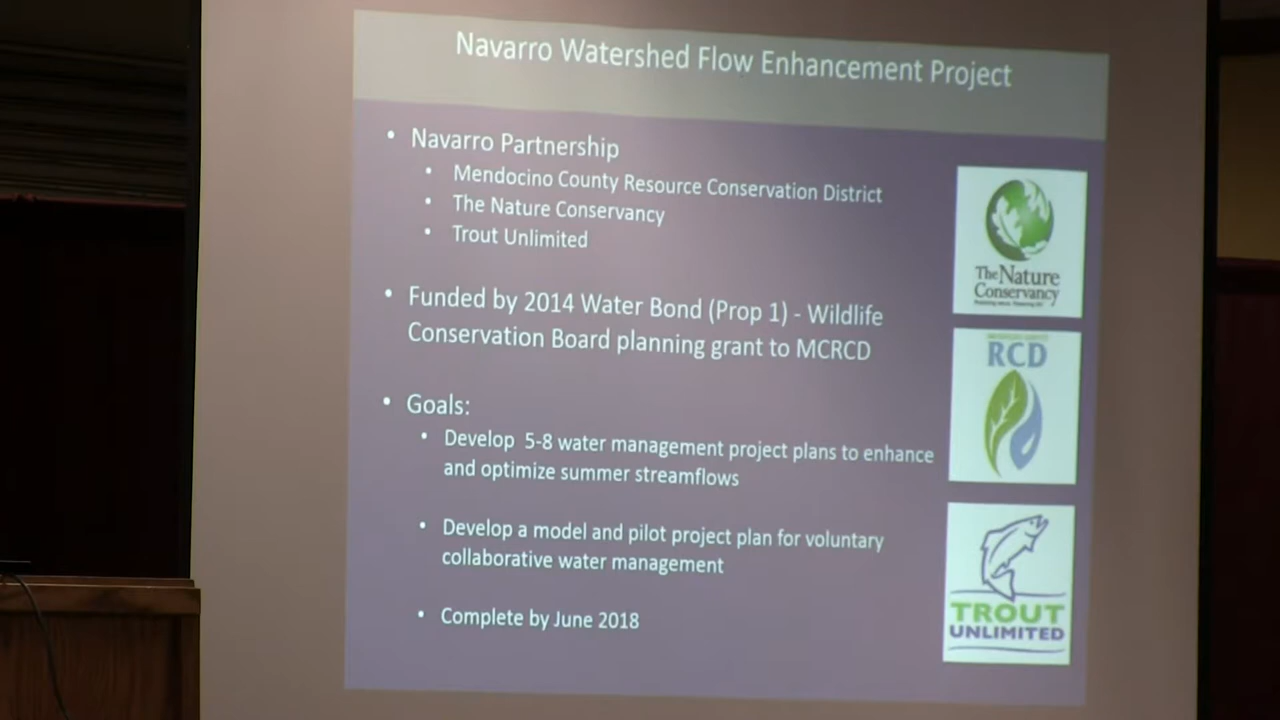 Navarro Watershed Flow Enhancement Project
• Navarro Partnership
• Mendocino County Resource Conservation District
• The Nature Conservancy
• Trout Unlimited
• Funded by 2014 Water Bond (Prop 1) - Wildlife
Conservation Board planning grant to MCRCD
• Goals:
• Develop 5-8 water management project plans to enhance
and optimize summer streamflows
• Develop a model and pilot project plan for voluntary
collaborative water management
• Complete by June 2018
The Nature
Conservancy
RCD
TROUT
UNLIMITED